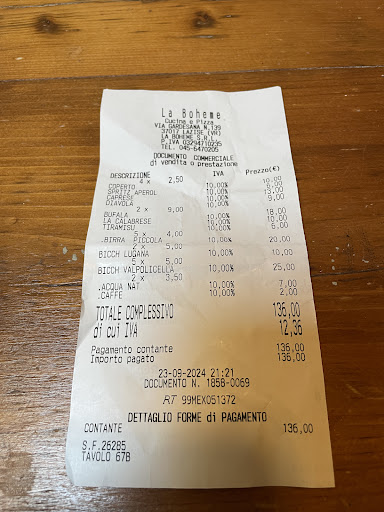 La Boheme
Cucina e Pizza
VIA GARDESANA N.139
37017 LAZISE (VR)
LA BOHEME S.R.L.
P.IVA 03294710235
TEL. 045-6470205
DOCUMENTO COMMERCIALE
di vendita o prestazione
DESCRIZIONE IVA Prezzo(€)
4 x 2,50
COPERTO 10,00% 10,00
SPRITZ APEROL 10,00% 6,00
CAPRESE 10,00% 13,00
DIAVOLA 10,00% 9,00
2 x 9,00
BUFALA 10,00% 18,00
LA CALABRESE 10,00% 10,00
TIRAMISU 10,00% 6,00
5 x 4,00
.BIRRA PICCOLA 10,00% 20,00
2 x 5,00
BICCH LUGANA 10,00% 10,00
5 x 5,00
BICCH VALPOLICELLA 10,00% 25,00
2 x 3,50
.ACQUA NAT. 10,00% 7,00
.CAFFE 10,00% 2,00
TOTALE COMPLESSIVO 136,00
di cui IVA 12,36
Pagamento contante 136,00
Importo pagato 136,00
23-09-2024 21:21
DOCUMENTO N. 1858-0069
RT 99MEX051372
DETTAGLIO FORME di PAGAMENTO
CONTANTE 136,00
S.F.26285
TAVOLO 67B